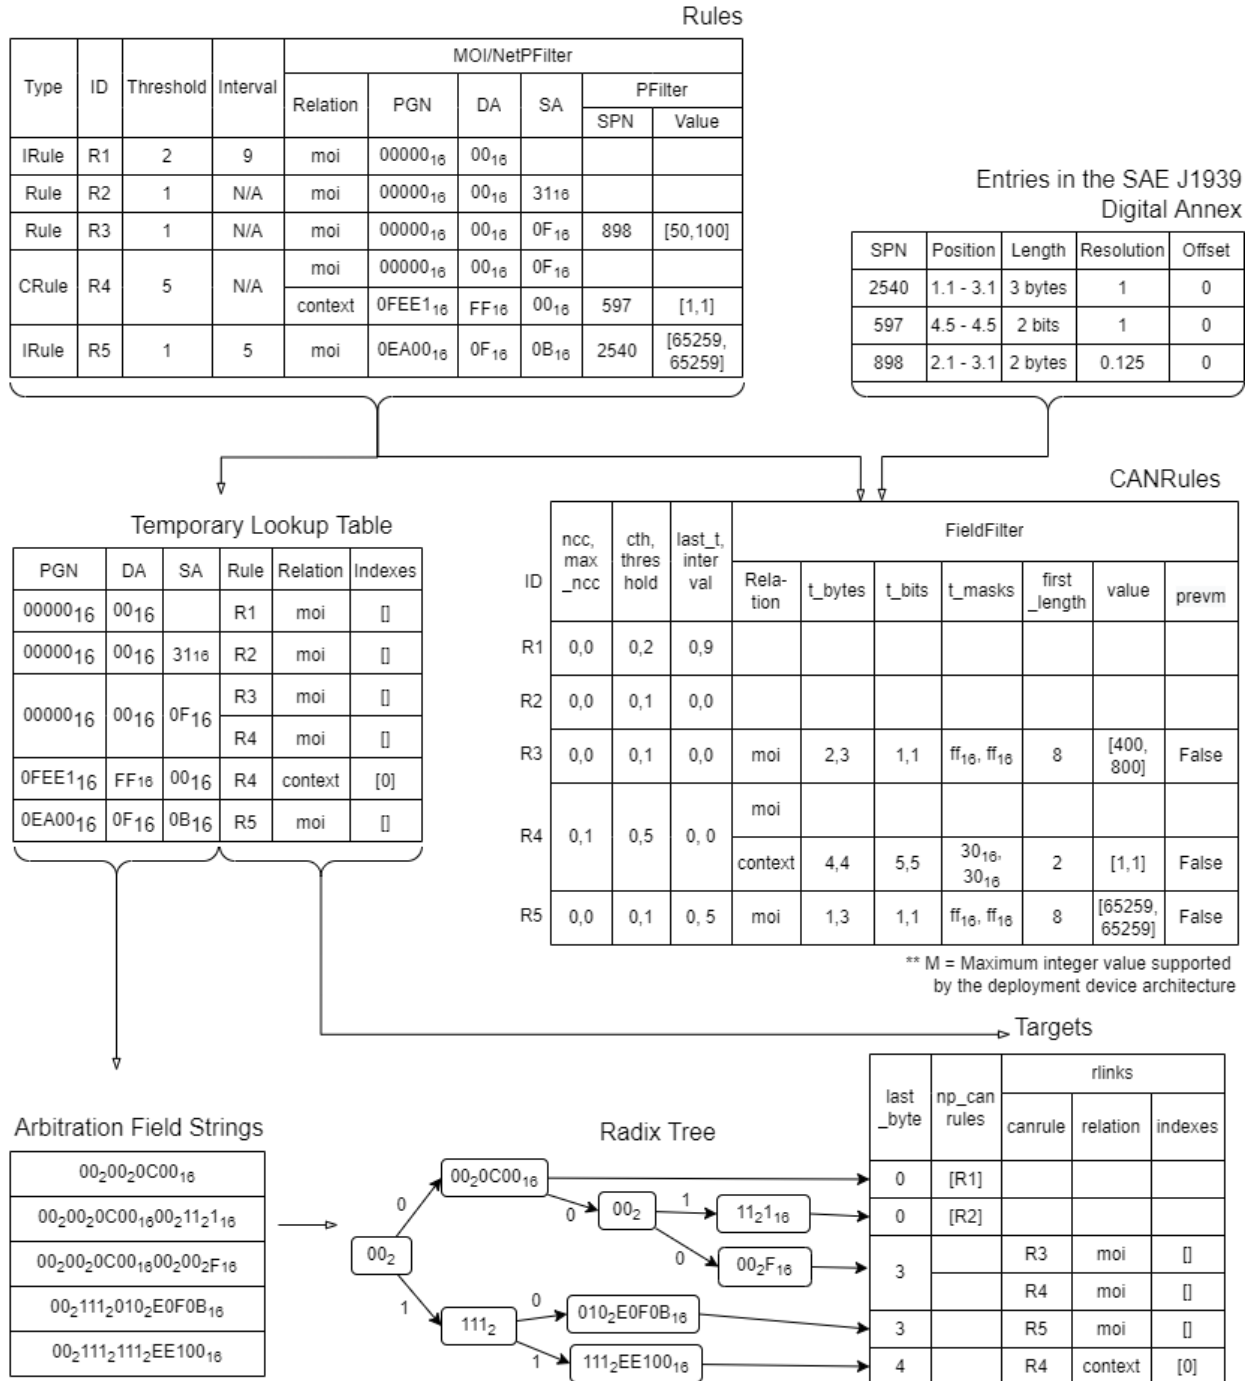 Rules
Type ID Threshold Interval MOI/NetPFilter
Relation PGN DA SA PFilter
SPN Value
IRule R1 2 9 moi 00000₁₆ 00₁₆
Rule R2 1 N/A moi 00000₁₆ 00₁₆ 31₁₆
Rule R3 1 N/A moi 00000₁₆ 00₁₆ 0F₁₆ 898 [50,100]
CRule R4 5 N/A moi 00000₁₆ 00₁₆ 0F₁₆
context 0FEE1₁₆ FF₁₆ 00₁₆ 597 [1,1]
IRule R5 1 5 moi 0EA00₁₆ 0F₁₆ 0B₁₆ 2540 [65259,
65259]
Entries in the SAE J1939
Digital Annex
SPN Position Length Resolution Offset
2540 1.1 - 3.1 3 bytes 1 0
597 4.5 - 4.5 2 bits 1 0
898 2.1 - 3.1 2 bytes 0.125 0
Temporary Lookup Table
PGN DA SA Rule Relation Indexes
00000₁₆ 00₁₆ R1 moi []
00000₁₆ 00₁₆ 31₁₆ R2 moi []
00000₁₆ 00₁₆ 0F₁₆ R3 moi []
R4 moi []
0FEE1₁₆ FF₁₆ 00₁₆ R4 context [0]
0EA00₁₆ 0F₁₆ 0B₁₆ R5 moi []
CANRules
ID
ncc,
max
_ncc
cth,
thres
hold
last_t,
inter
val
FieldFilter
Rela-
tion
t_bytes t_bits t_masks
first
_length
value prevm
R1 0,0 0,2 0,9
R2 0,0 0,1 0,0
R3 0,0 0,1 0,0 moi 2,3 1,1 ff₁₆, ff₁₆ 8 [400,
800] False
R4 0,1 0,5 0, 0 moi
context 4,4 5,5 30₁₆,
30₁₆ 2 [1,1] False
R5 0,0 0,1 0, 5 moi 1,3 1,1 ff₁₆, ff₁₆ 8 [65259,
65259] False
** M = Maximum integer value supported
by the deployment device architecture
Targets
last
_byte
np_can
rules
rlinks
canrule relation indexes
0 [R1]
0 [R2]
3 R3 moi []
R4 moi []
3 R5 moi []
4 R4 context [0]
Arbitration Field Strings
00₂00₂0C00₁₆
00₂00₂0C00₁₆00₂11₂1₁₆
00₂00₂0C00₁₆00₂00₂F₁₆
00₂111₂010₂E0F0B₁₆
00₂111₂111₂EE100₁₆
Radix Tree
00₂
0
00₂0C00₁₆
0
00₂
1
11₂1₁₆
0
00₂F₁₆
1
111₂
0
010₂E0F0B₁₆
1
111₂EE100₁₆